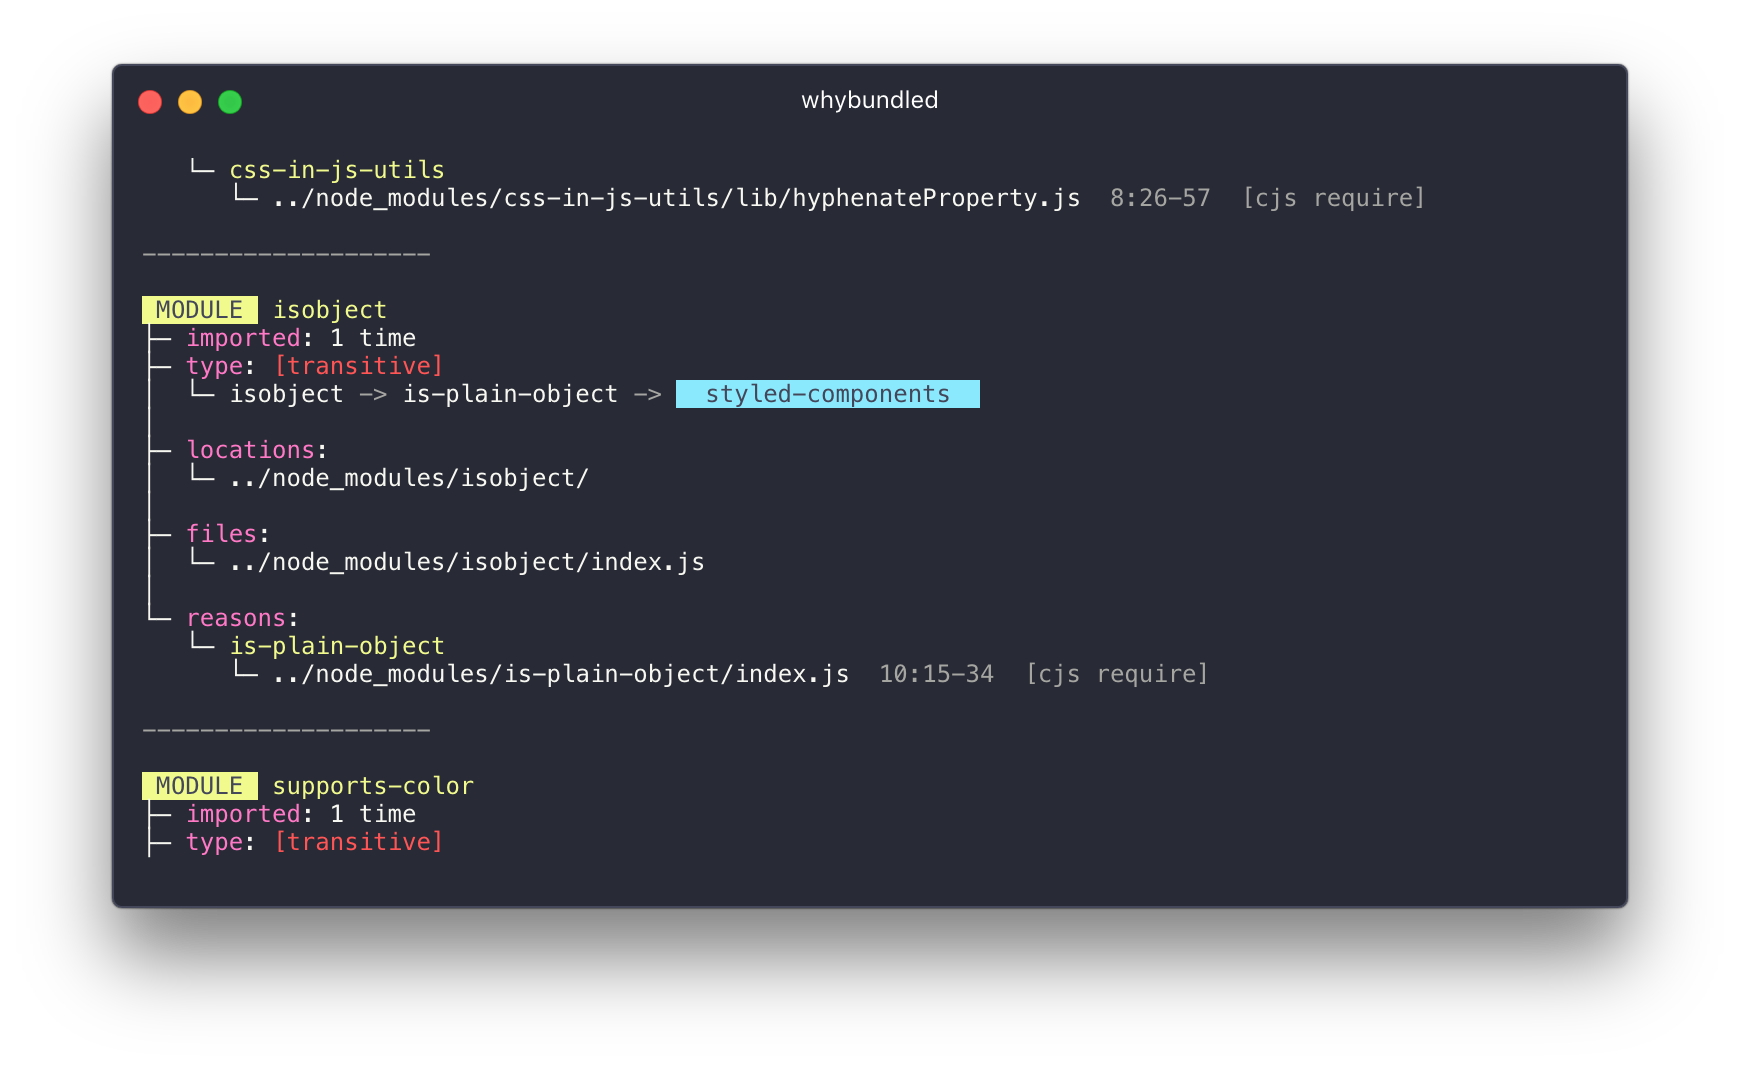 whybundled
└─ css-in-js-utils
└─ ../node_modules/css-in-js-utils/lib/hyphenateProperty.js  8:26-57  [cjs require]
--------------------
MODULE isobject
├─ imported: 1 time
├─ type: [transitive]
│  └─ isobject -> is-plain-object -> styled-components
├─ locations:
│  └─ ../node_modules/isobject/
├─ files:
│  └─ ../node_modules/isobject/index.js
└─ reasons:
└─ is-plain-object
└─ ../node_modules/is-plain-object/index.js  10:15-34  [cjs require]
--------------------
MODULE supports-color
├─ imported: 1 time
├─ type: [transitive]